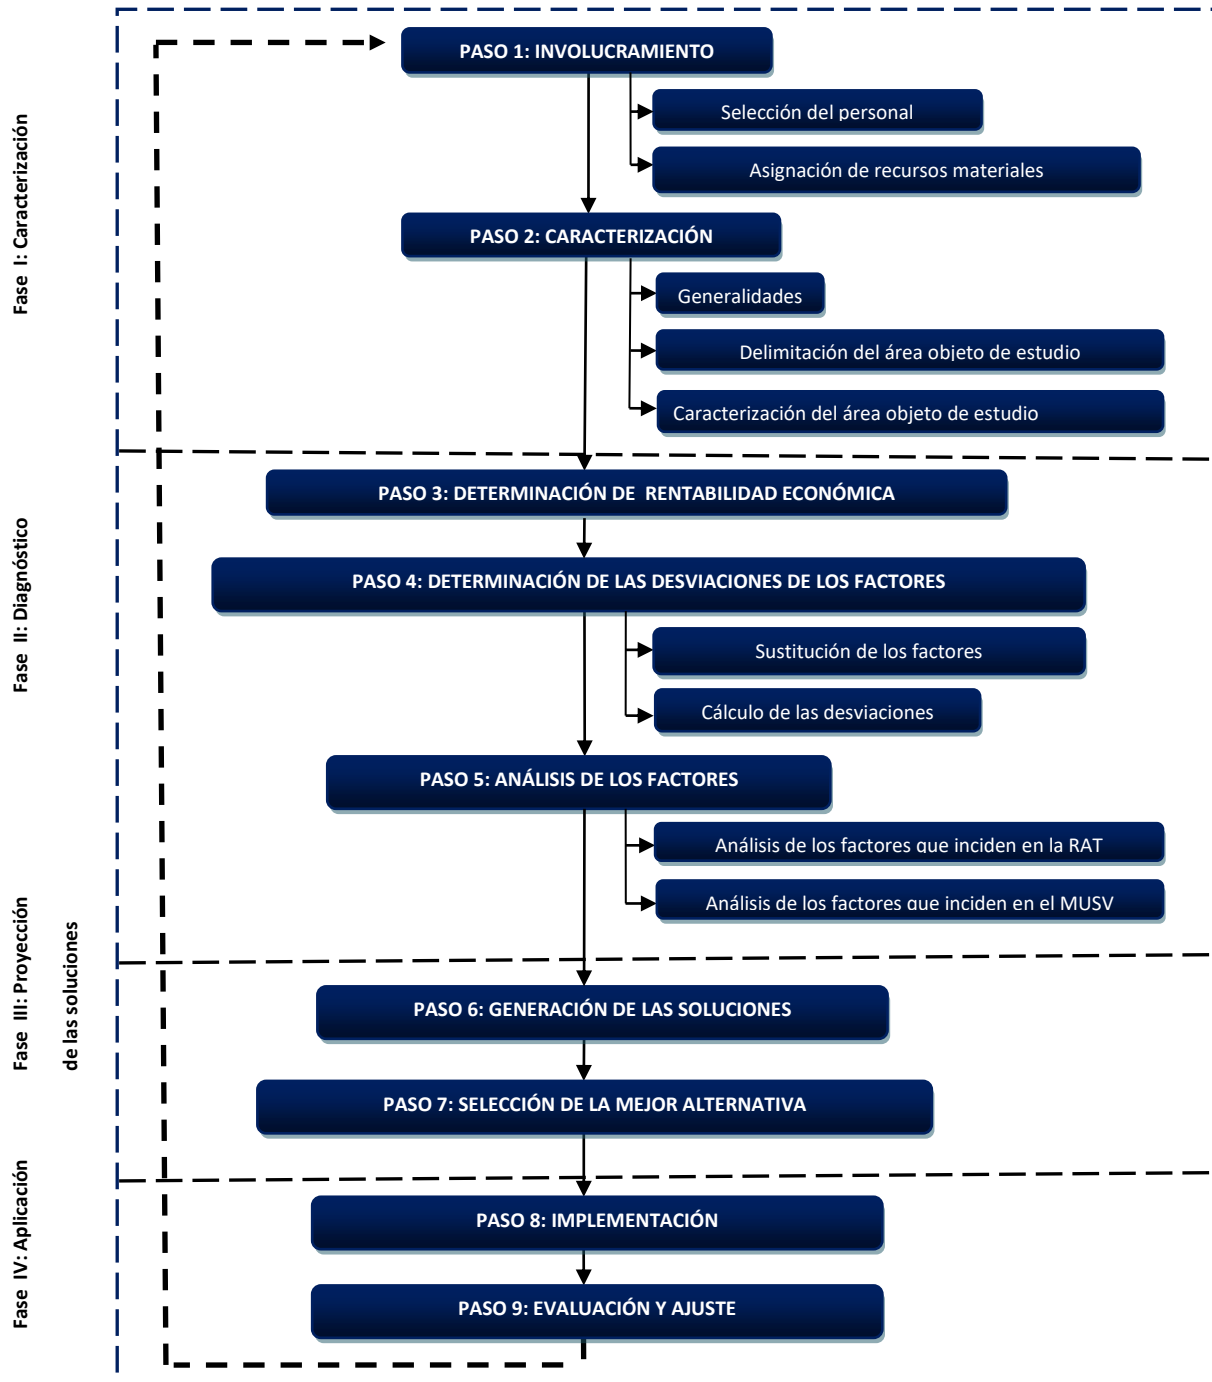 Fase I: Caracterización
PASO 1: INVOLUCRAMIENTO
Selección del personal
Asignación de recursos materiales
PASO 2: CARACTERIZACIÓN
Generalidades
Delimitación del área objeto de estudio
Caracterización del área objeto de estudio
Fase II: Diagnóstico
PASO 3: DETERMINACIÓN DE RENTABILIDAD ECONÓMICA
PASO 4: DETERMINACIÓN DE LAS DESVIACIONES DE LOS FACTORES
Sustitución de los factores
Cálculo de las desviaciones
PASO 5: ANÁLISIS DE LOS FACTORES
Análisis de los factores que inciden en la RAT
Análisis de los factores que inciden en el MUSV
Fase III: Proyección
de las soluciones
PASO 6: GENERACIÓN DE LAS SOLUCIONES
PASO 7: SELECCIÓN DE LA MEJOR ALTERNATIVA
Fase IV: Aplicación
PASO 8: IMPLEMENTACIÓN
PASO 9: EVALUACIÓN Y AJUSTE